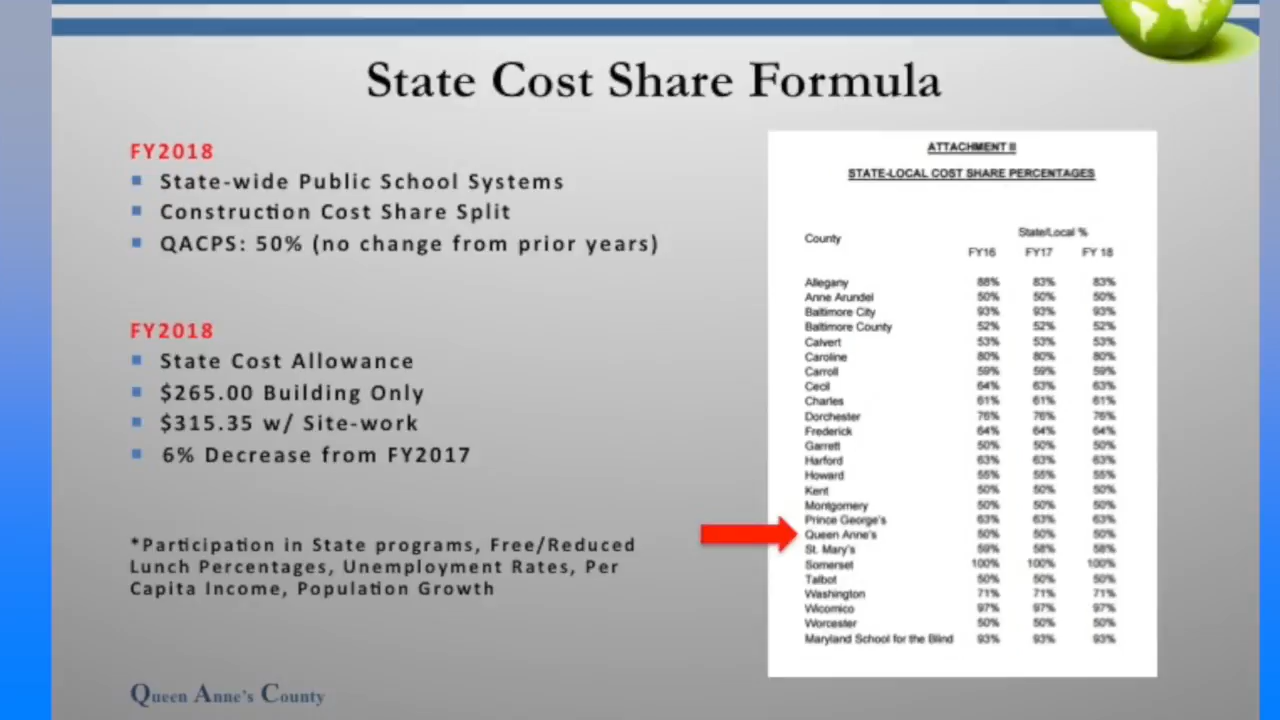 State Cost Share Formula
FY2018
State-wide Public School Systems
Construction Cost Share Split
QACPS: 50% (no change from prior years)
FY2018
State Cost Allowance
$265.00 Building Only
$315.35 w/ Site-work
6% Decrease from FY2017
*Participation in State programs, Free/Reduced
Lunch Percentages, Unemployment Rates, Per
Capita Income, Population Growth
Queen Anne's County
ATTACHMENT II
STATE-LOCAL COST SHARE PERCENTAGES
State/Local %
County
FY16 FY17 FY 18
Allegany 88% 83% 83%
Anne Arundel 50% 50% 50%
Baltimore City 93% 93% 93%
Baltimore County 52% 52% 52%
Calvert 53% 53% 53%
Caroline 80% 80% 80%
Carroll 59% 59% 59%
Cecil 64% 63% 63%
Charles 61% 61% 61%
Dorchester 76% 76% 76%
Frederick 64% 64% 64%
Garrett 50% 50% 50%
Harford 63% 63% 63%
Howard 55% 55% 55%
Kent 50% 50% 50%
Montgomery 50% 50% 50%
Prince George's 63% 63% 63%
Queen Anne's 50% 50% 50%
St. Mary's 59% 58% 58%
Somerset 100% 100% 100%
Talbot 50% 50% 50%
Washington 71% 71% 71%
Wicomico 97% 97% 97%
Worcester 50% 50% 50%
Maryland School for the Blind 93% 93% 93%